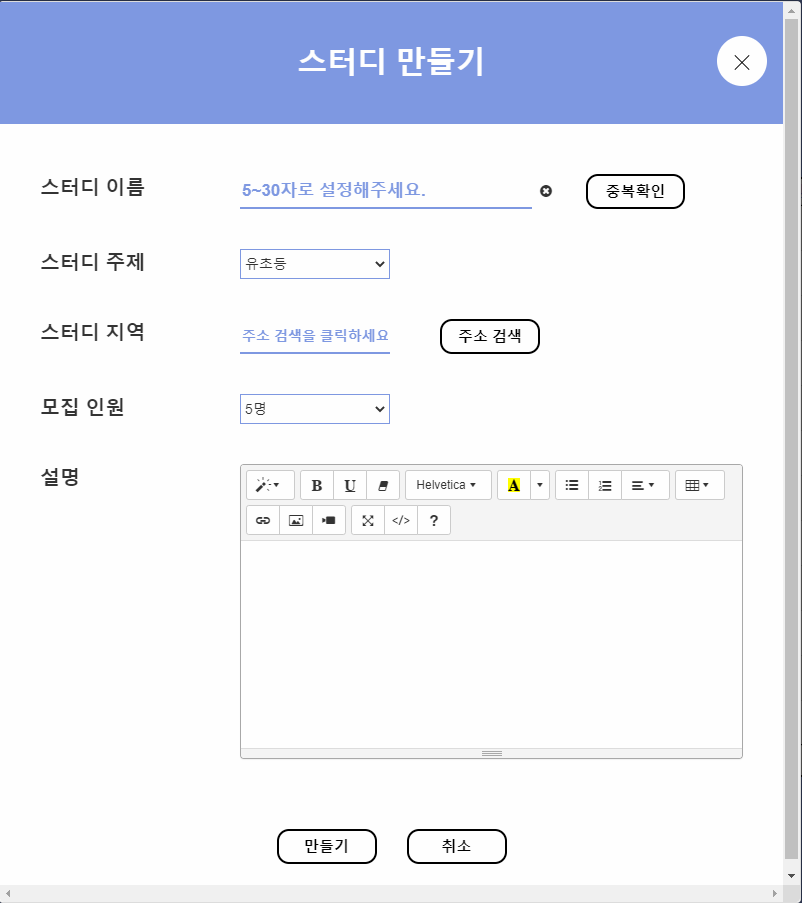 스터디 만들기
스터디 이름 5~30자로 설정해주세요. 중복확인
스터디 주제 유초등
스터디 지역 주소 검색을 클릭하세요 주소 검색
모집 인원 5명
설명
B U Helvetica A
</> ?
만들기 취소